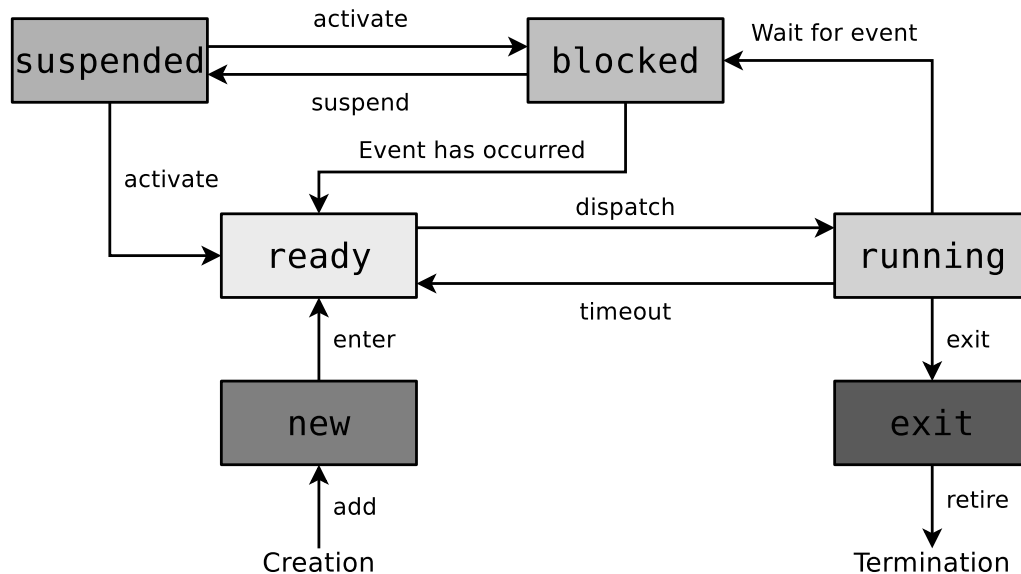 activate
Wait for event
suspended
blocked
suspend
Event has occurred
activate
dispatch
ready
running
timeout
enter
exit
new
exit
add
retire
Creation
Termination